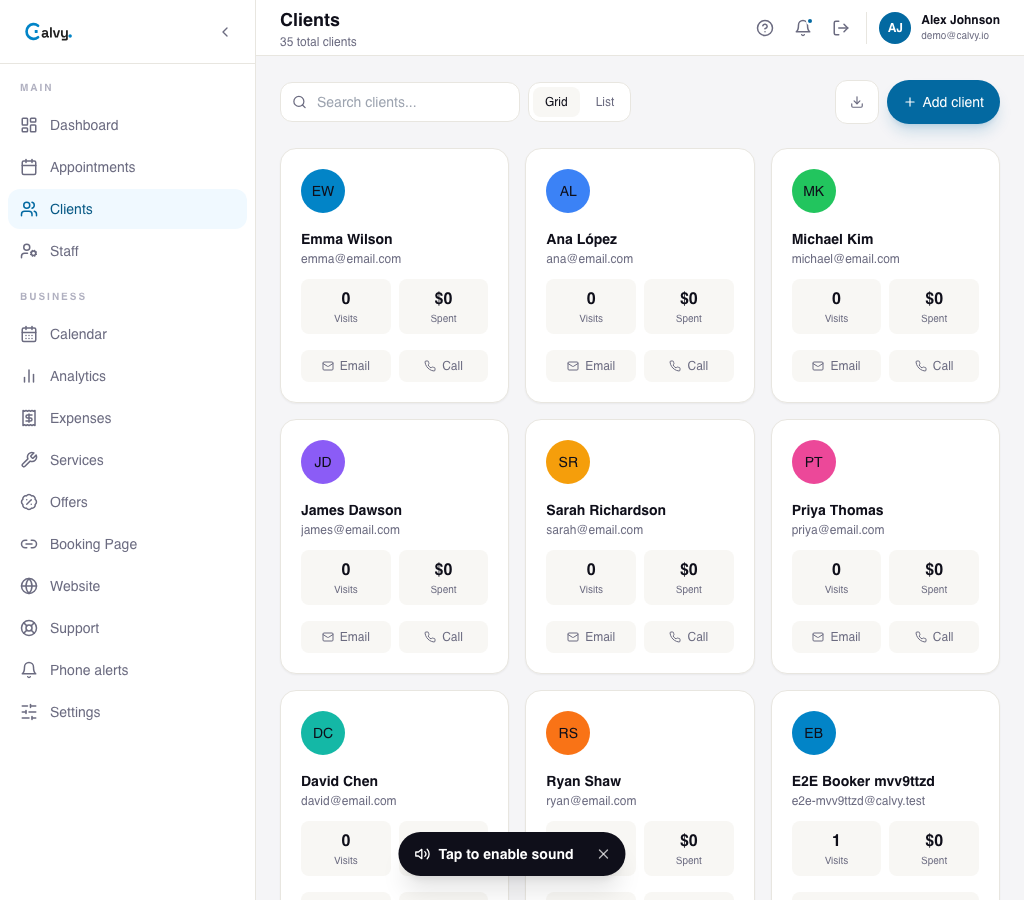 Calvy.
MAIN
Dashboard
Appointments
Clients
Staff
BUSINESS
Calendar
Analytics
Expenses
Services
Offers
Booking Page
Website
Support
Phone alerts
Settings
Clients
35 total clients
AJ
Alex Johnson
demo@calvy.io
Search clients...
Grid List
Add client
EW
Emma Wilson
emma@email.com
0 $0
Visits Spent
Email Call
AL
Ana López
ana@email.com
0 $0
Visits Spent
Email Call
MK
Michael Kim
michael@email.com
0 $0
Visits Spent
Email Call
JD
James Dawson
james@email.com
0 $0
Visits Spent
Email Call
SR
Sarah Richardson
sarah@email.com
0 $0
Visits Spent
Email Call
PT
Priya Thomas
priya@email.com
0 $0
Visits Spent
Email Call
DC
David Chen
david@email.com
0
Visits
RS
Ryan Shaw
ryan@email.com
$0
Spent
EB
E2E Booker mvv9ttzd
e2e-mvv9ttzd@calvy.test
1 $0
Visits Spent
Tap to enable sound